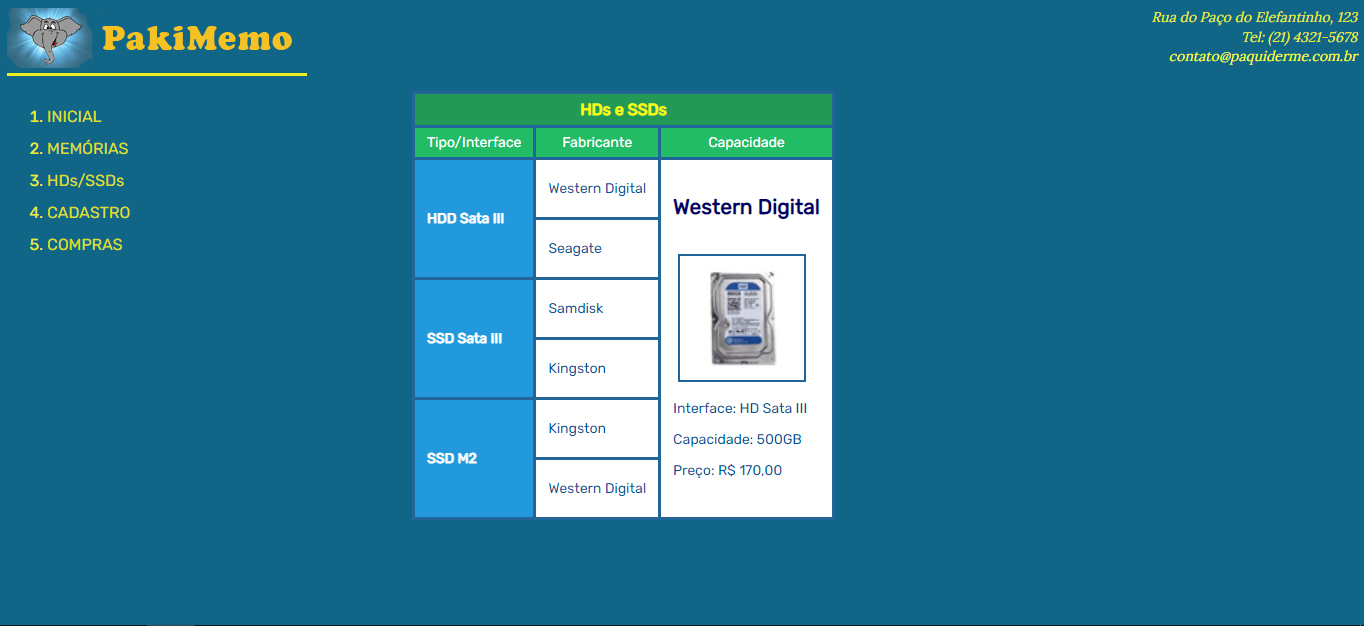 PakiMemo
Rua do Paço do Elefantinho, 123
Tel: (21) 4321-5678
contato@paquiderme.com.br
1. INICIAL
2. MEMÓRIAS
3. HDs/SSDs
4. CADASTRO
5. COMPRAS
HDs e SSDs
Tipo/Interface Fabricante Capacidade
HDD Sata III
Western Digital
Seagate
SSD Sata III
Samdisk
Kingston
SSD M2
Kingston
Western Digital
Western Digital
Interface: HD Sata III
Capacidade: 500GB
Preço: R$ 170,00